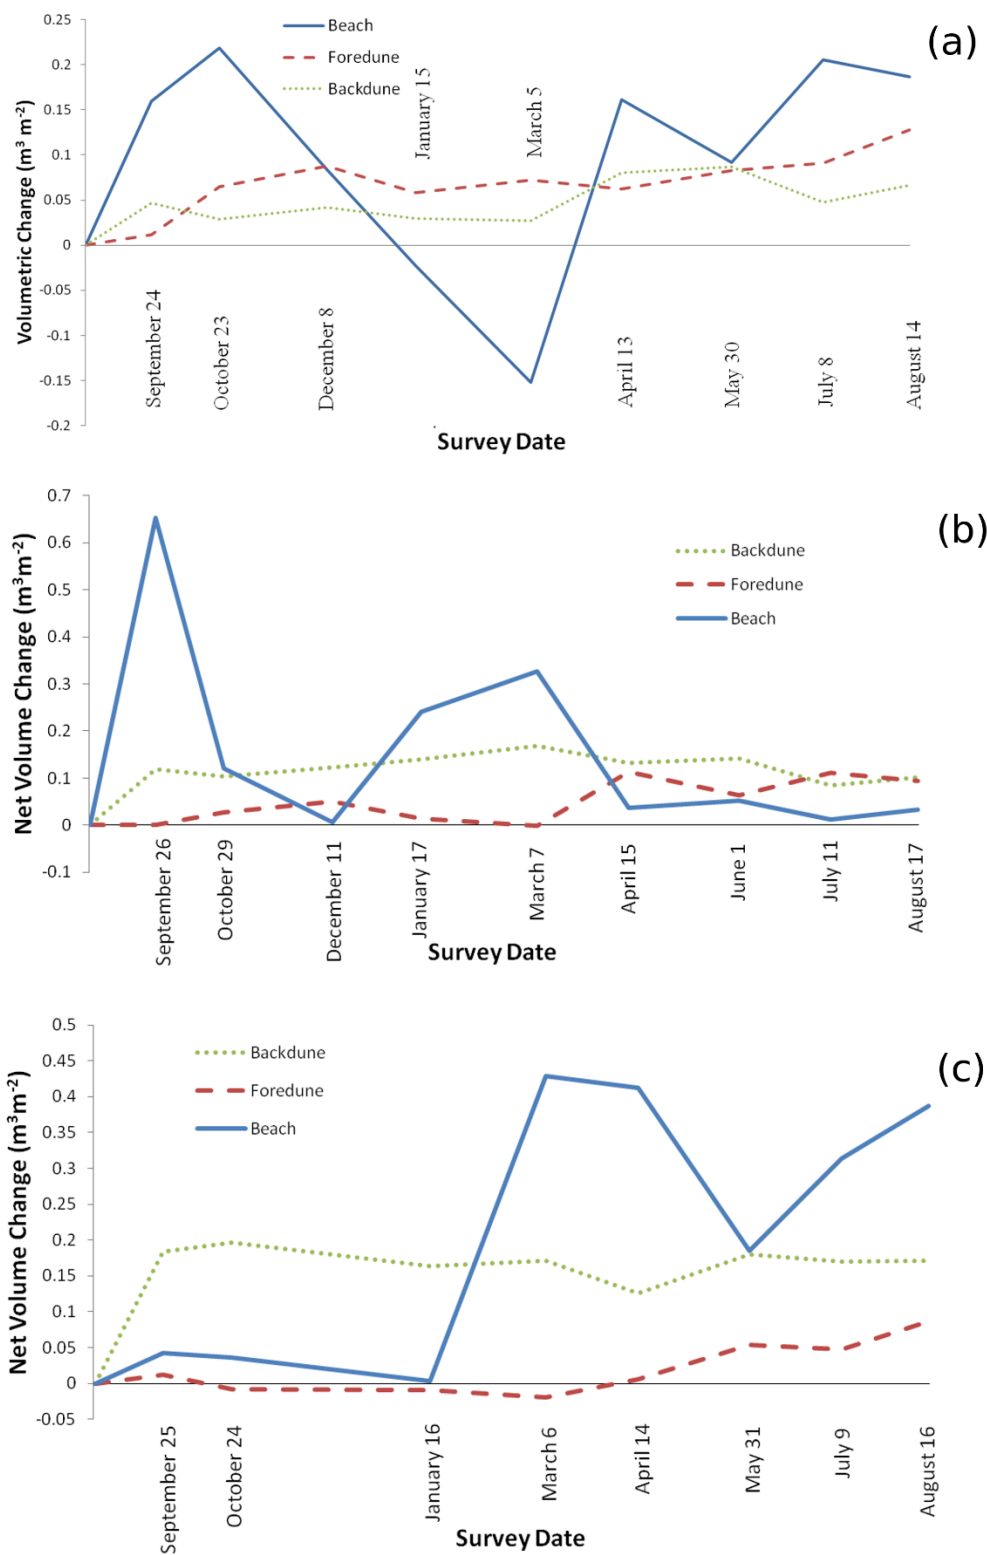 0.25
0.2
0.15
0.1
0.05
0
-0.05
-0.1
-0.15
-0.2
Volumetric Change (m³ m⁻²)
Beach
Foredune
Backdune
(a)
September 24
October 23
December 8
January 15
March 5
April 13
May 30
July 8
August 14
Survey Date
0.7
0.6
0.5
0.4
0.3
0.2
0.1
0
-0.1
Net Volume Change (m³m⁻²)
Backdune
Foredune
Beach
(b)
September 26
October 29
December 11
January 17
March 7
April 15
June 1
July 11
August 17
Survey Date
0.5
0.45
0.4
0.35
0.3
0.25
0.2
0.15
0.1
0.05
0
-0.05
Net Volume Change (m³m⁻²)
Backdune
Foredune
Beach
(c)
September 25
October 24
January 16
March 6
April 14
May 31
July 9
August 16
Survey Date